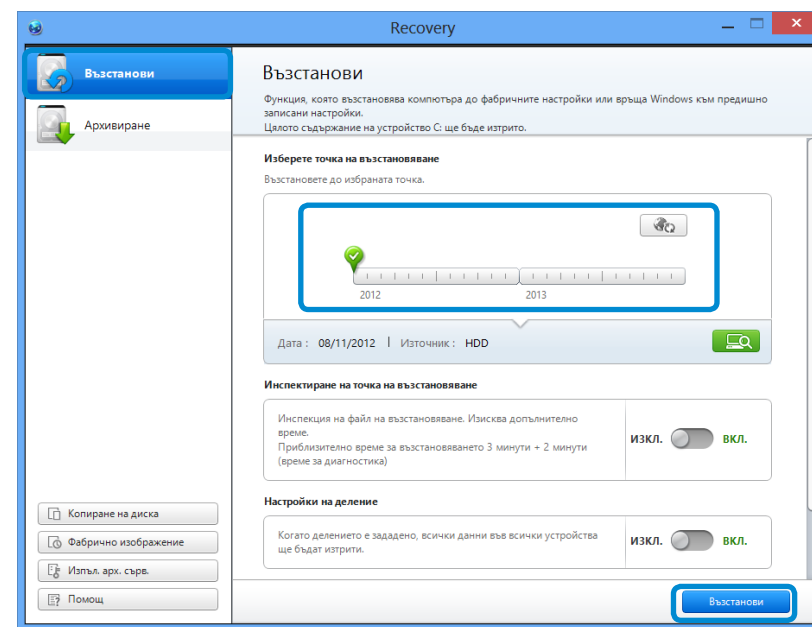 Recovery
Възстанови
Архивиране
Възстанови
Функция, която възстановява компютъра до фабричните настройки или връща Windows към предишно
записани настройки.
Цялото съдържание на устройство C: ще бъде изтрито.
Изберете точка на възстановяване
Възстановете до избраната точка.
2012 2013
Дата : 08/11/2012 | Източник : HDD
Инспектиране на точка на възстановяване
Инспекция на файл на възстановяване. Изисква допълнително
време.
Приблизително време за възстановяването 3 минути + 2 минути
(време за диагностика)
ИЗКЛ. ВКЛ.
Настройки на деление
Когато делението е зададено, всички данни във всички устройства
ще бъдат изтрити.
ИЗКЛ. ВКЛ.
Копиране на диска
Фабрично изображение
Изпъл. арх. сърв.
Помощ
Възстанови